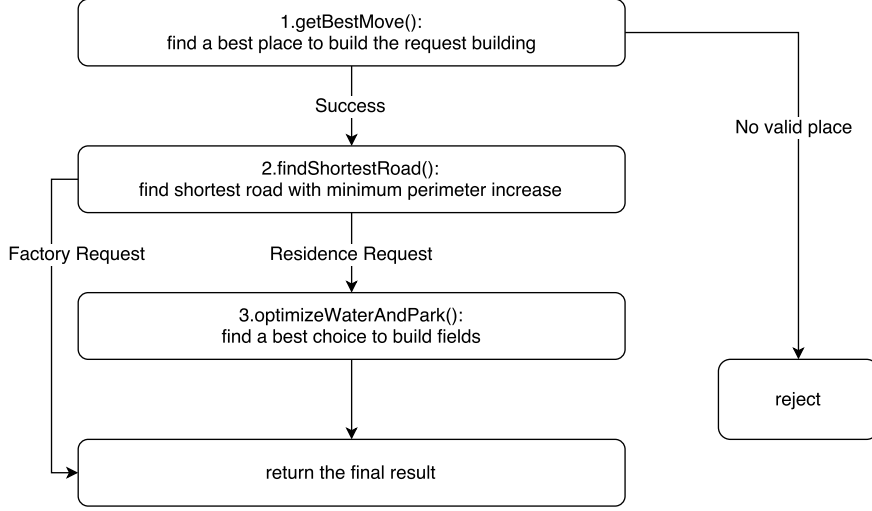 1.getBestMove():
find a best place to build the request building
Success
No valid place
2.findShortestRoad():
find shortest road with minimum perimeter increase
Factory Request
Residence Request
3.optimizeWaterAndPark():
find a best choice to build fields
reject
return the final result